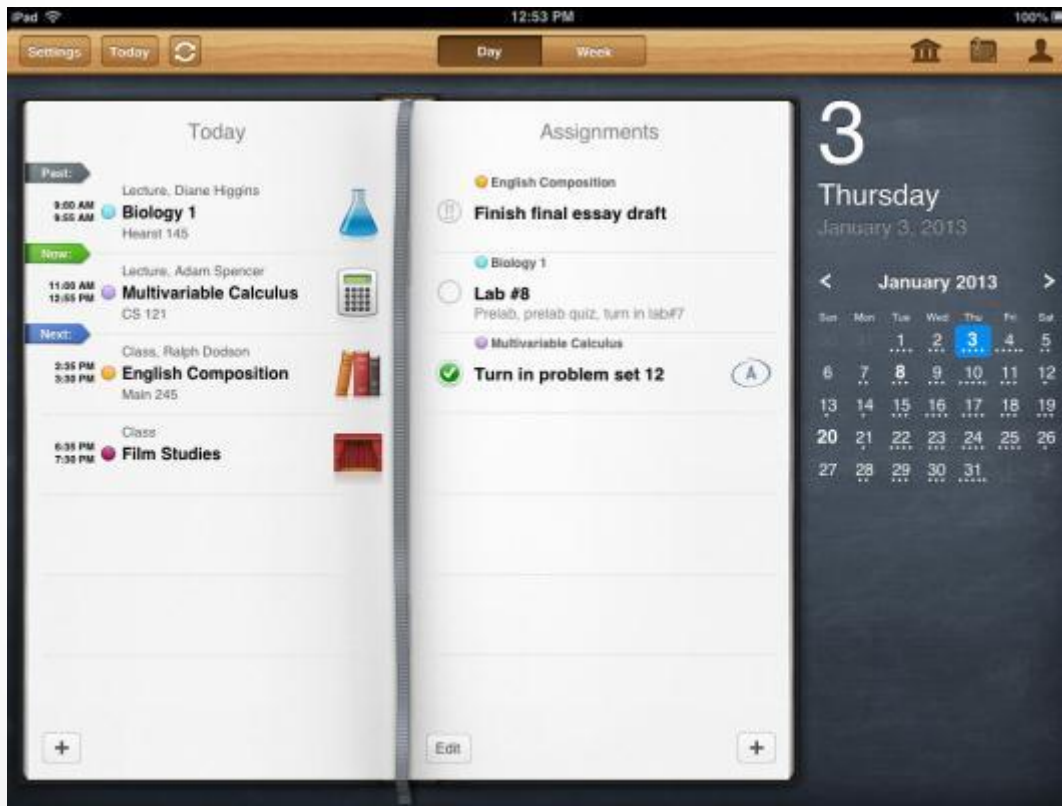 iPad
12:53 PM
100%
Settings
Today
Day
Week
Today
Past:
Lecture, Diane Higgins
9:00 AM
9:55 AM
Biology 1
Hearst 145
Now:
Lecture, Adam Spencer
11:00 AM
12:55 PM
Multivariable Calculus
CS 121
Next:
Class, Ralph Dodson
2:35 PM
3:30 PM
English Composition
Main 245
Class
6:35 PM
7:30 PM
Film Studies
+
Assignments
English Composition
!!
Finish final essay draft
Biology 1
Lab #8
Prelab, prelab quiz, turn in lab#7
Multivariable Calculus
Turn in problem set 12
A
Edit
+
3
Thursday
January 3, 2013
< January 2013 >
Sun Mon Tue Wed Thu Fri Sat
30 31 1 2 3 4 5
6 7 8 9 10 11 12
13 14 15 16 17 18 19
20 21 22 23 24 25 26
27 28 29 30 31